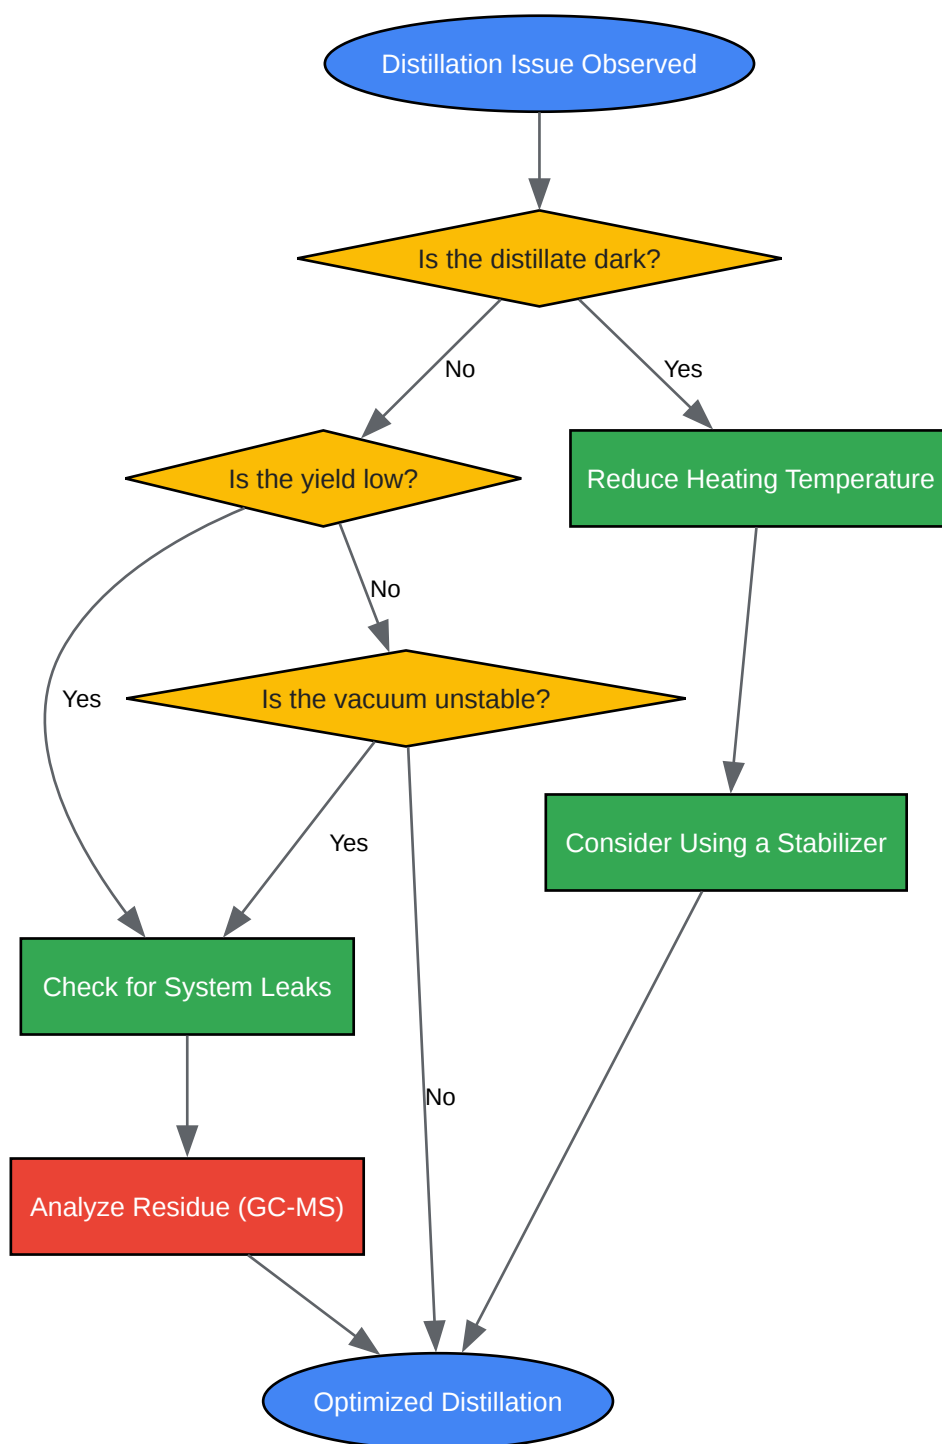 Distillation Issue Observed
Is the distillate dark?
No
Yes
Is the yield low?
Reduce Heating Temperature
No
Yes
Is the vacuum unstable?
Yes
Consider Using a Stabilizer
Check for System Leaks
No
Analyze Residue (GC-MS)
Optimized Distillation